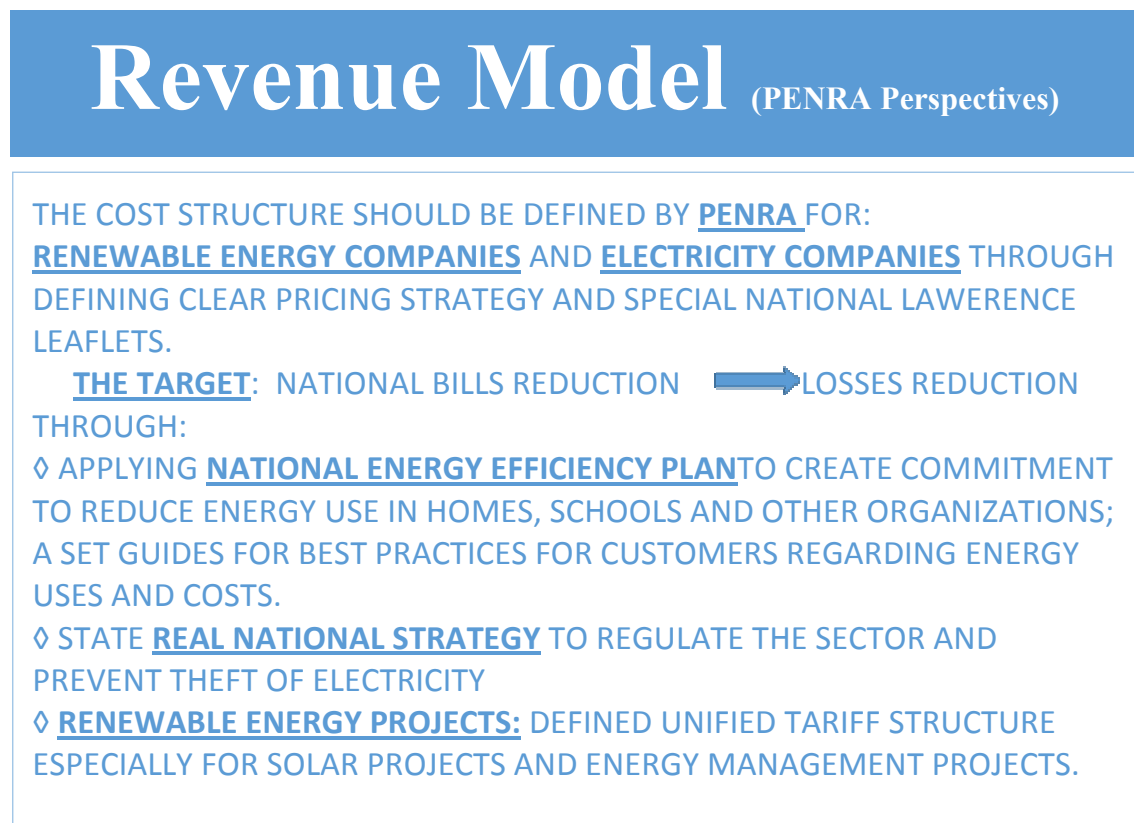 Revenue Model (PENRA Perspectives)
THE COST STRUCTURE SHOULD BE DEFINED BY PENRA FOR:
RENEWABLE ENERGY COMPANIES AND ELECTRICITY COMPANIES THROUGH
DEFINING CLEAR PRICING STRATEGY AND SPECIAL NATIONAL LAWERENCE
LEAFLETS.
THE TARGET: NATIONAL BILLS REDUCTION LOSSES REDUCTION
THROUGH:
◊ APPLYING NATIONAL ENERGY EFFICIENCY PLANTO CREATE COMMITMENT
TO REDUCE ENERGY USE IN HOMES, SCHOOLS AND OTHER ORGANIZATIONS;
A SET GUIDES FOR BEST PRACTICES FOR CUSTOMERS REGARDING ENERGY
USES AND COSTS.
◊ STATE REAL NATIONAL STRATEGY TO REGULATE THE SECTOR AND
PREVENT THEFT OF ELECTRICITY
◊ RENEWABLE ENERGY PROJECTS: DEFINED UNIFIED TARIFF STRUCTURE
ESPECIALLY FOR SOLAR PROJECTS AND ENERGY MANAGEMENT PROJECTS.